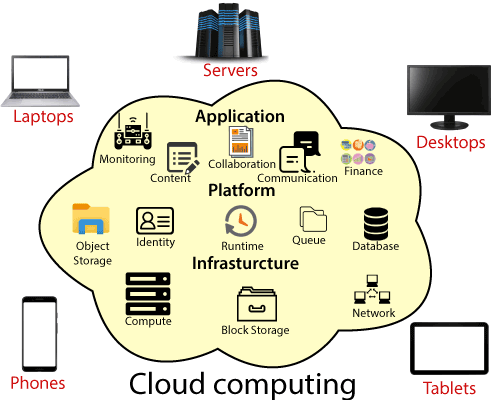 Servers
Laptops
Desktops
Application
Monitoring
Content
Collaboration
Communication
Finance
Platform
Object
Storage
Identity
Runtime
Queue
Database
Infrasturcture
Compute
Block Storage
Network
Phones
Cloud computing
Tablets